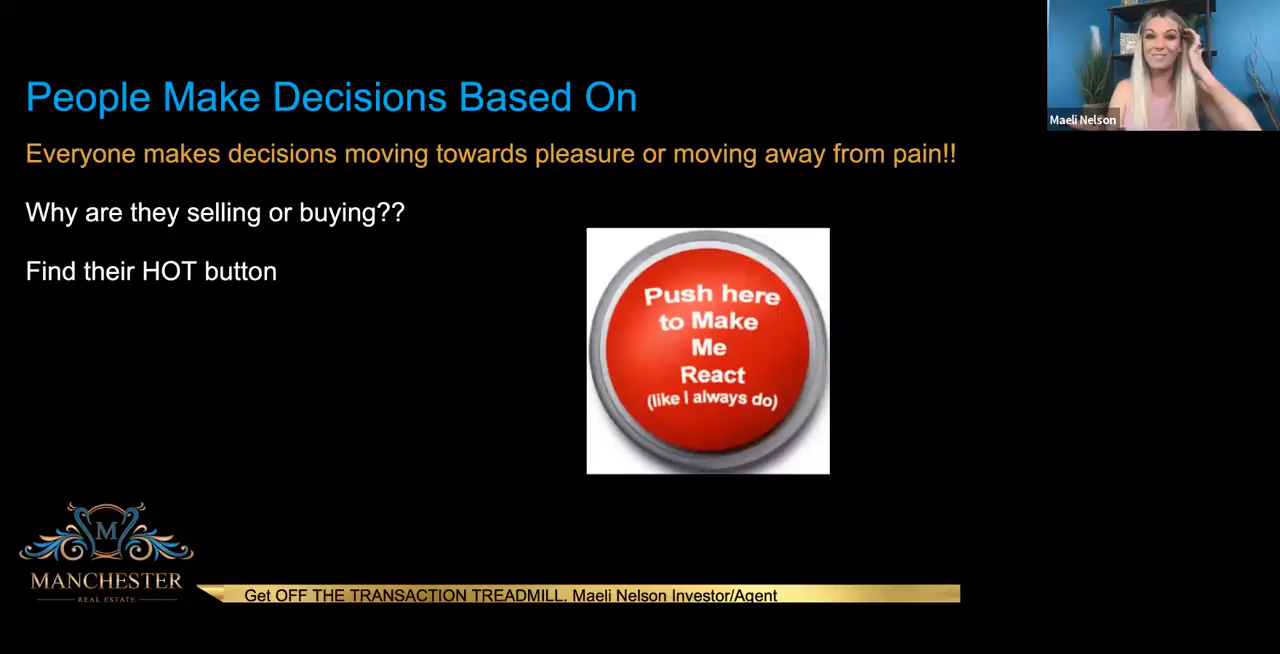 People Make Decisions Based On
Maeli Nelson
Everyone makes decisions moving towards pleasure or moving away from pain!!
Why are they selling or buying??
Find their HOT button
Push here
to Make
Me
React
(like I always do)
M
MANCHESTER
REAL ESTATE
Get OFF THE TRANSACTION TREADMILL. Maeli Nelson Investor/Agent